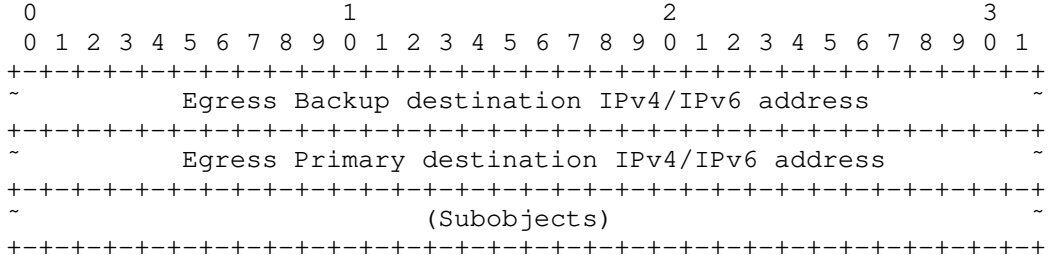 0                   1                   2                   3
 0 1 2 3 4 5 6 7 8 9 0 1 2 3 4 5 6 7 8 9 0 1 2 3 4 5 6 7 8 9 0 1
+-+-+-+-+-+-+-+-+-+-+-+-+-+-+-+-+-+-+-+-+-+-+-+-+-+-+-+-+-+-+-+-+
~          Egress Backup destination IPv4/IPv6 address          ~
+-+-+-+-+-+-+-+-+-+-+-+-+-+-+-+-+-+-+-+-+-+-+-+-+-+-+-+-+-+-+-+-+
~          Egress Primary destination IPv4/IPv6 address         ~
+-+-+-+-+-+-+-+-+-+-+-+-+-+-+-+-+-+-+-+-+-+-+-+-+-+-+-+-+-+-+-+-+
~                         (Subobjects)                          ~
+-+-+-+-+-+-+-+-+-+-+-+-+-+-+-+-+-+-+-+-+-+-+-+-+-+-+-+-+-+-+-+-+